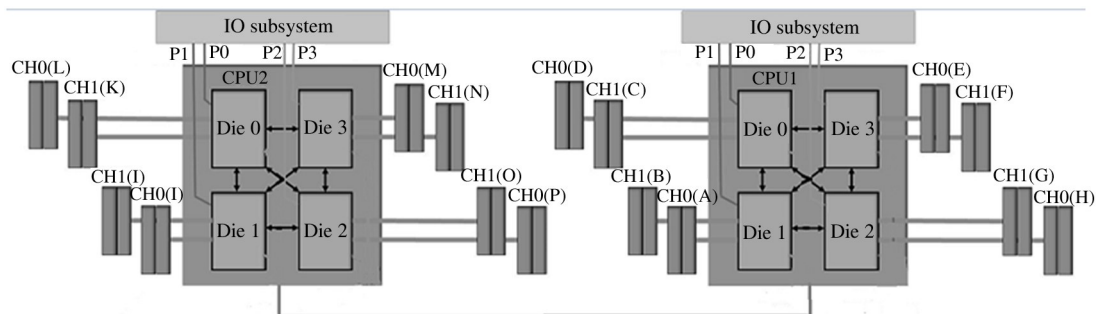 IO subsystem
IO subsystem
P1 P0 P2 P3
P1 P0 P2 P3
CH0(L) CPU2 CH0(M)
CH0(D) CPU1 CH0(E)
CH1(K) CH1(N)
CH1(C) CH1(F)
Die 0 Die 3
Die 0 Die 3
CH1(I) CH1(O)
CH1(B) CH1(G)
CH0(I) CH0(P)
CH0(A) CH0(H)
Die 1 Die 2
Die 1 Die 2